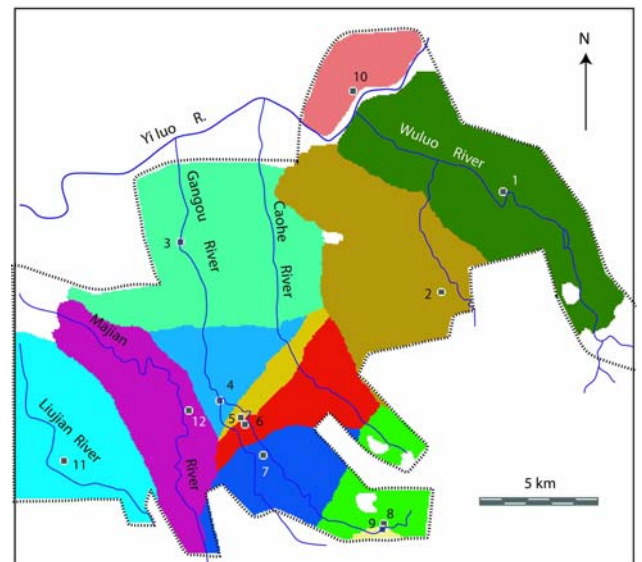 N
10
Yi luo R.
Wuluo River
1
Gangou River
Caohe River
3
2
Majian River
4
5
6
12
Liujian River
11
7
5 km
8
9